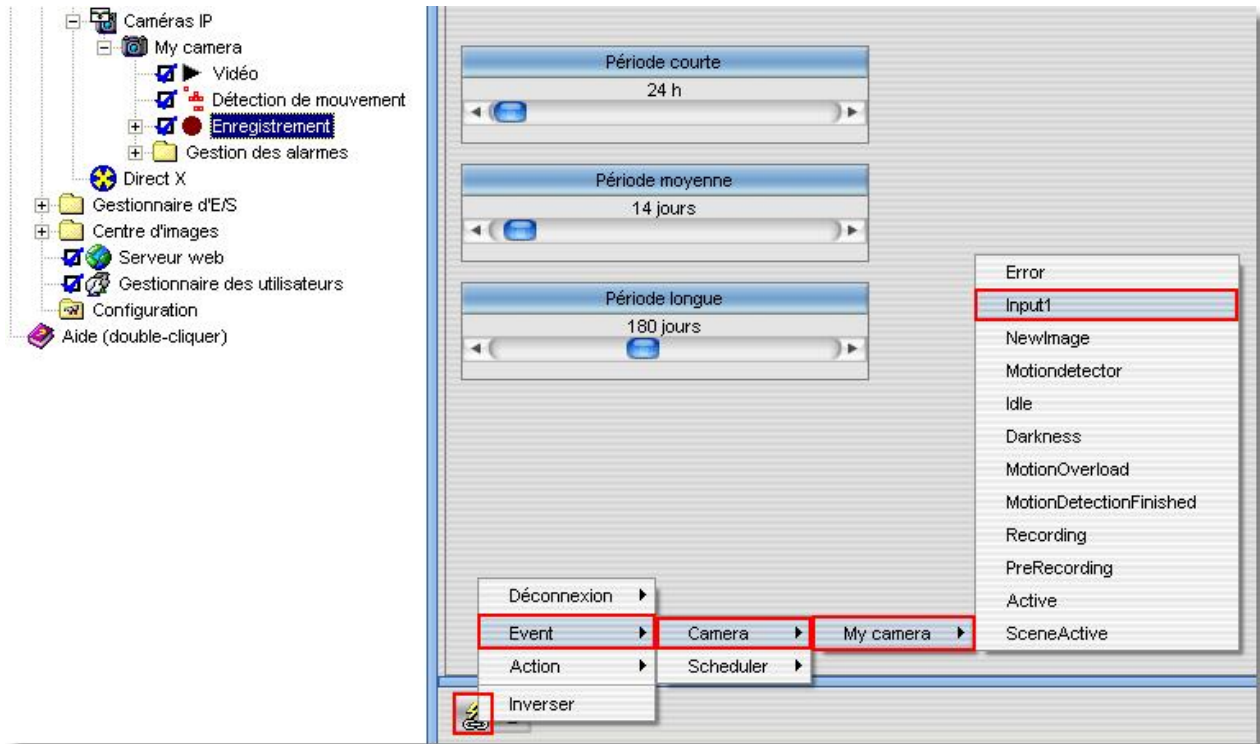 Caméras IP
My camera
Vidéo
Détection de mouvement
Enregistrement
Gestion des alarmes
Direct X
Gestionnaire d'E/S
Centre d'images
Serveur web
Gestionnaire des utilisateurs
Configuration
Aide (double-cliquer)
Période courte
24 h
Période moyenne
14 jours
Période longue
180 jours
Déconnexion
Event
Action
Inverser
Camera
Scheduler
My camera
Error
Input1
NewImage
Motiondetector
Idle
Darkness
MotionOverload
MotionDetectionFinished
Recording
PreRecording
Active
SceneActive